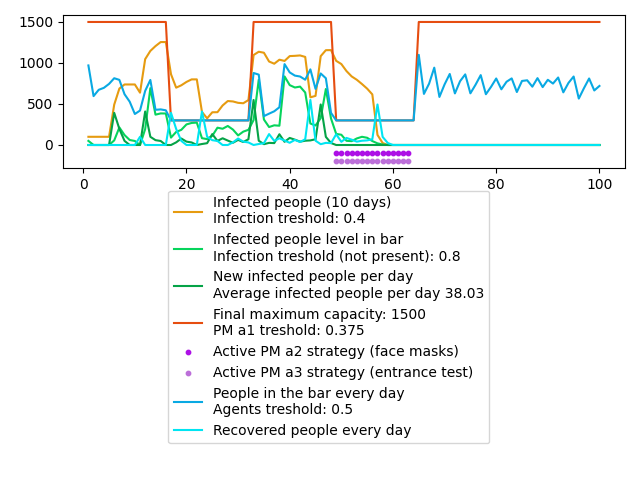 1500
1000
500
0
0 20 40 60 80 100
Infected people (10 days)
Infection treshold: 0.4
Infected people level in bar
Infection treshold (not present): 0.8
New infected people per day
Average infected people per day 38.03
Final maximum capacity: 1500
PM a1 treshold: 0.375
Active PM a2 strategy (face masks)
Active PM a3 strategy (entrance test)
People in the bar every day
Agents treshold: 0.5
Recovered people every day